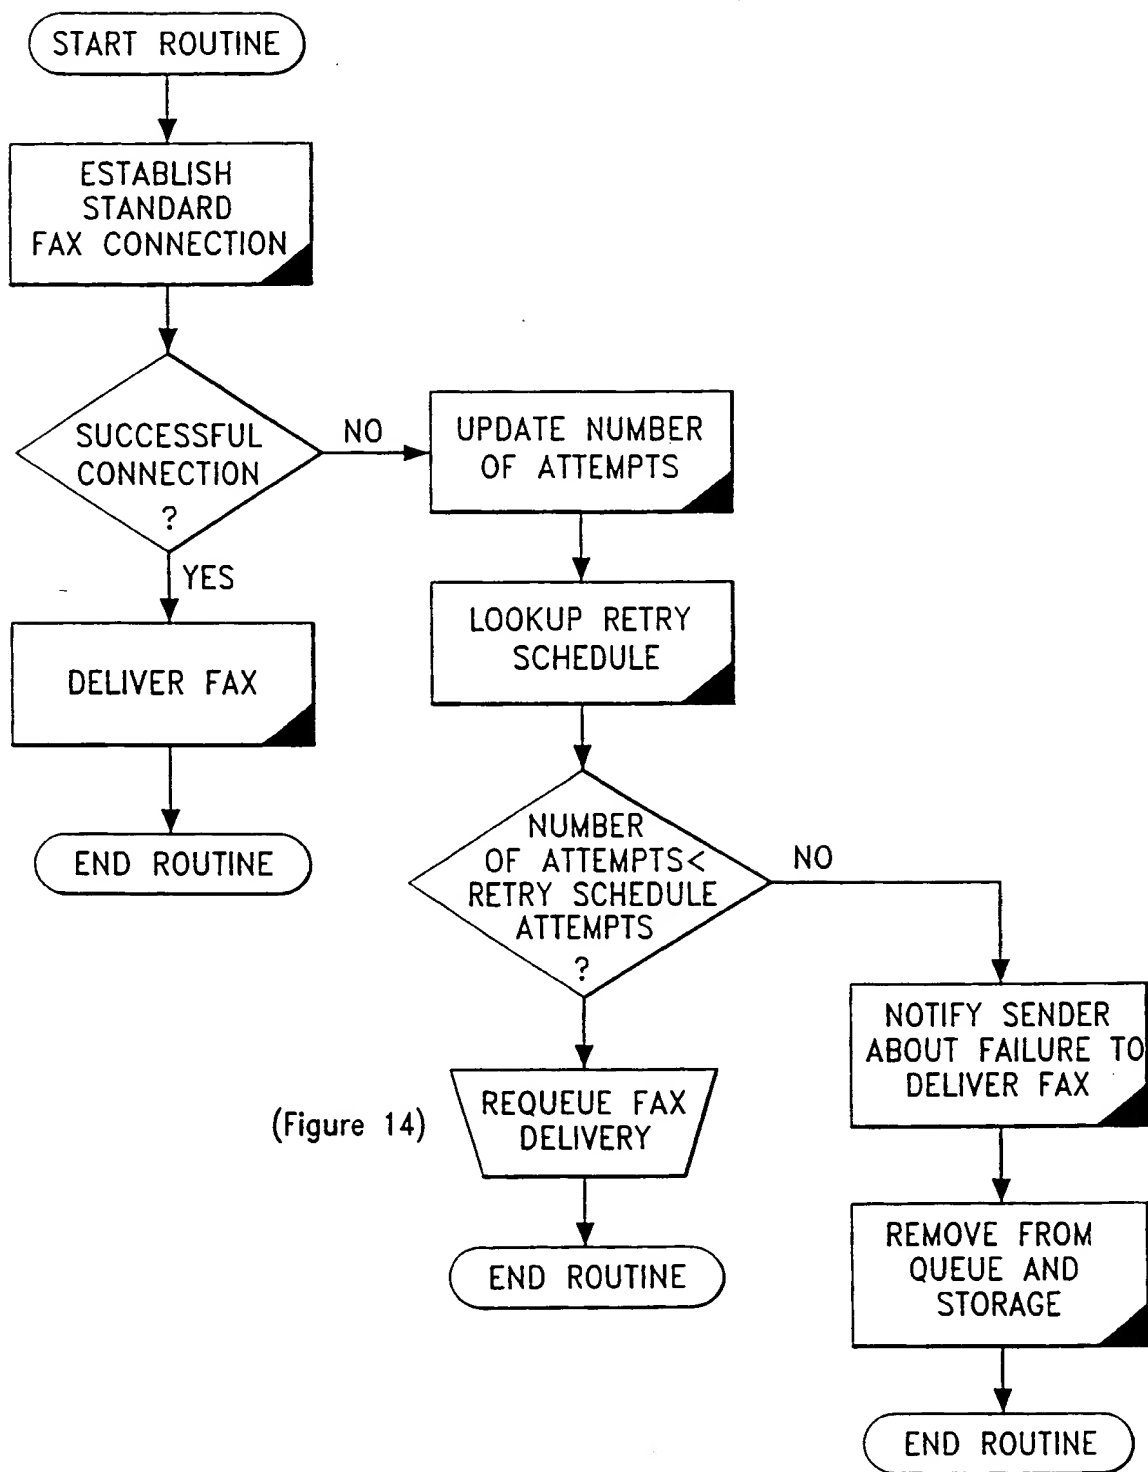 START ROUTINE
ESTABLISH
STANDARD
FAX CONNECTION
SUCCESSFUL
CONNECTION
?
NO
YES
DELIVER FAX
END ROUTINE
UPDATE NUMBER
OF ATTEMPTS
LOOKUP RETRY
SCHEDULE
NUMBER
OF ATTEMPTS<
RETRY SCHEDULE
ATTEMPTS
?
NO
(Figure 14)
REQUEUE FAX
DELIVERY
END ROUTINE
NOTIFY SENDER
ABOUT FAILURE TO
DELIVER FAX
REMOVE FROM
QUEUE AND
STORAGE
END ROUTINE